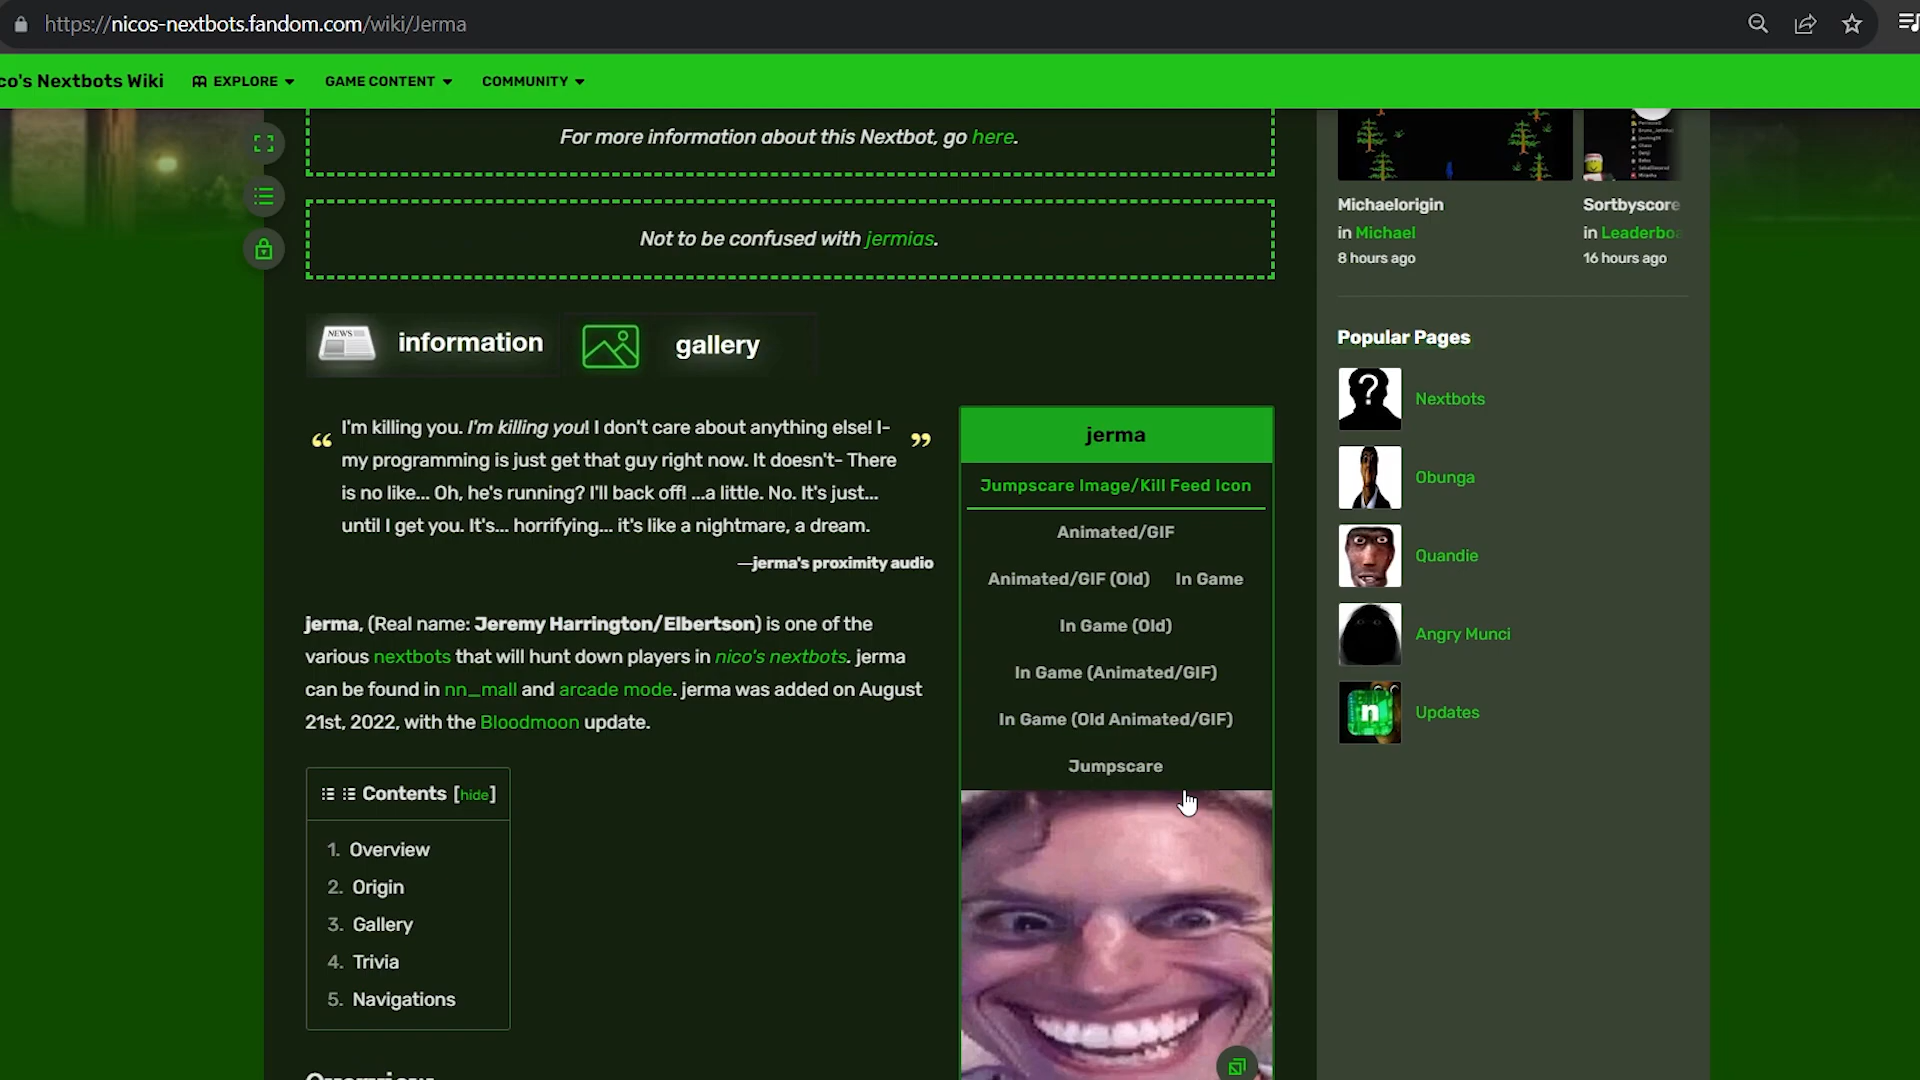 https://nicos-nextbots.fandom.com/wiki/Jerma
co's Nextbots Wiki
EXPLORE
GAME CONTENT
COMMUNITY
For more information about this Nextbot, go here.
Not to be confused with jermias.
NEWS
information
gallery
“ I'm killing you. I'm killing you! I don't care about anything else! I- ”
my programming is just get that guy right now. It doesn't- There
is no like... Oh, he's running? I'll back off! ...a little. No. It's just...
until I get you. It's... horrifying... it's like a nightmare, a dream.
—jerma's proximity audio
jerma, (Real name: Jeremy Harrington/Elbertson) is one of the
various nextbots that will hunt down players in nico's nextbots. jerma
can be found in nn_mall and arcade mode. jerma was added on August
21st, 2022, with the Bloodmoon update.
Contents [hide]
1. Overview
2. Origin
3. Gallery
4. Trivia
5. Navigations
jerma
Jumpscare Image/Kill Feed Icon
Animated/GIF
Animated/GIF (Old) In Game
In Game (Old)
In Game (Animated/GIF)
In Game (Old Animated/GIF)
Jumpscare
Michaelorigin
in Michael
8 hours ago
Sortbyscore
in Leaderboa
16 hours ago
Popular Pages
?
Nextbots
Obunga
Quandie
Angry Munci
n
Updates